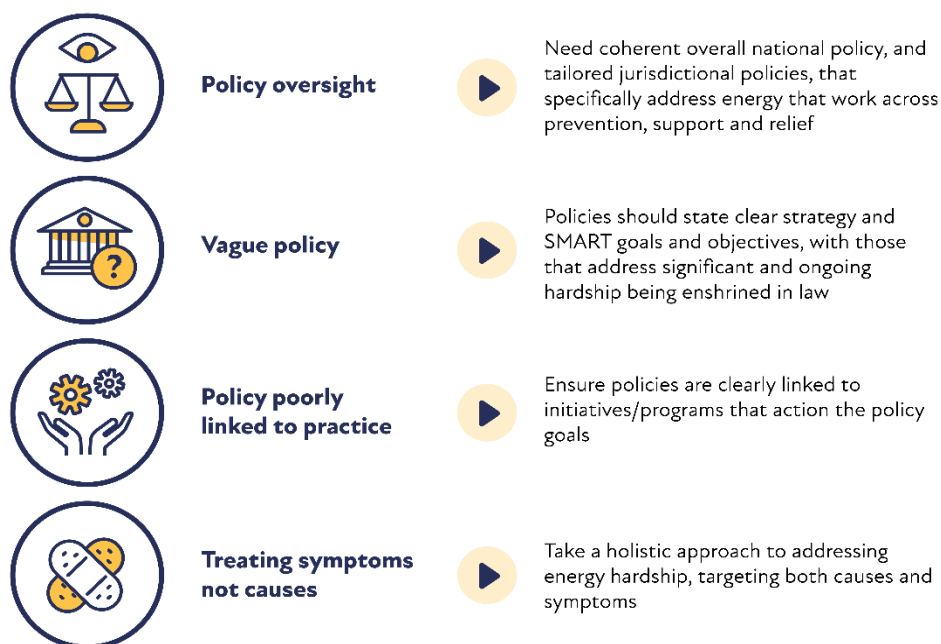 Policy oversight
Need coherent overall national policy, and
tailored jurisdictional policies, that
specifically address energy that work across
prevention, support and relief
Vague policy
?
Policies should state clear strategy and
SMART goals and objectives, with those
that address significant and ongoing
hardship being enshrined in law
Policy poorly
linked to practice
Ensure policies are clearly linked to
initiatives/programs that action the policy
goals
Treating symptoms
not causes
Take a holistic approach to addressing
energy hardship, targeting both causes and
symptoms